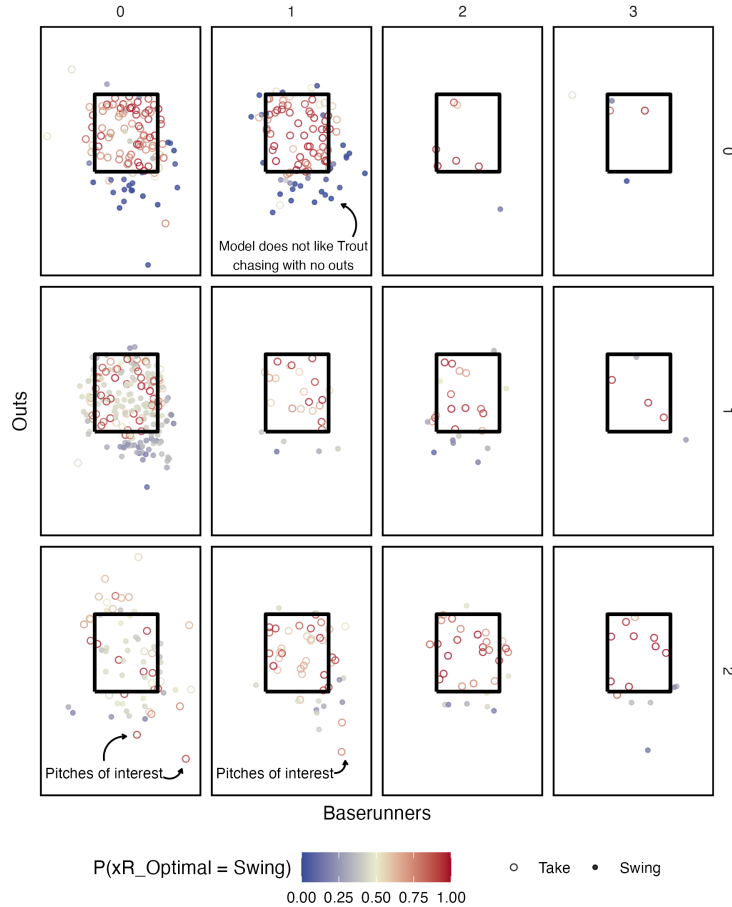 0 1 2 3
0
Model does not like Trout
chasing with no outs
Outs
1
2
Pitches of interest
Pitches of interest
Baserunners
P(xR_Optimal = Swing)
0.00 0.25 0.50 0.75 1.00
Take
Swing